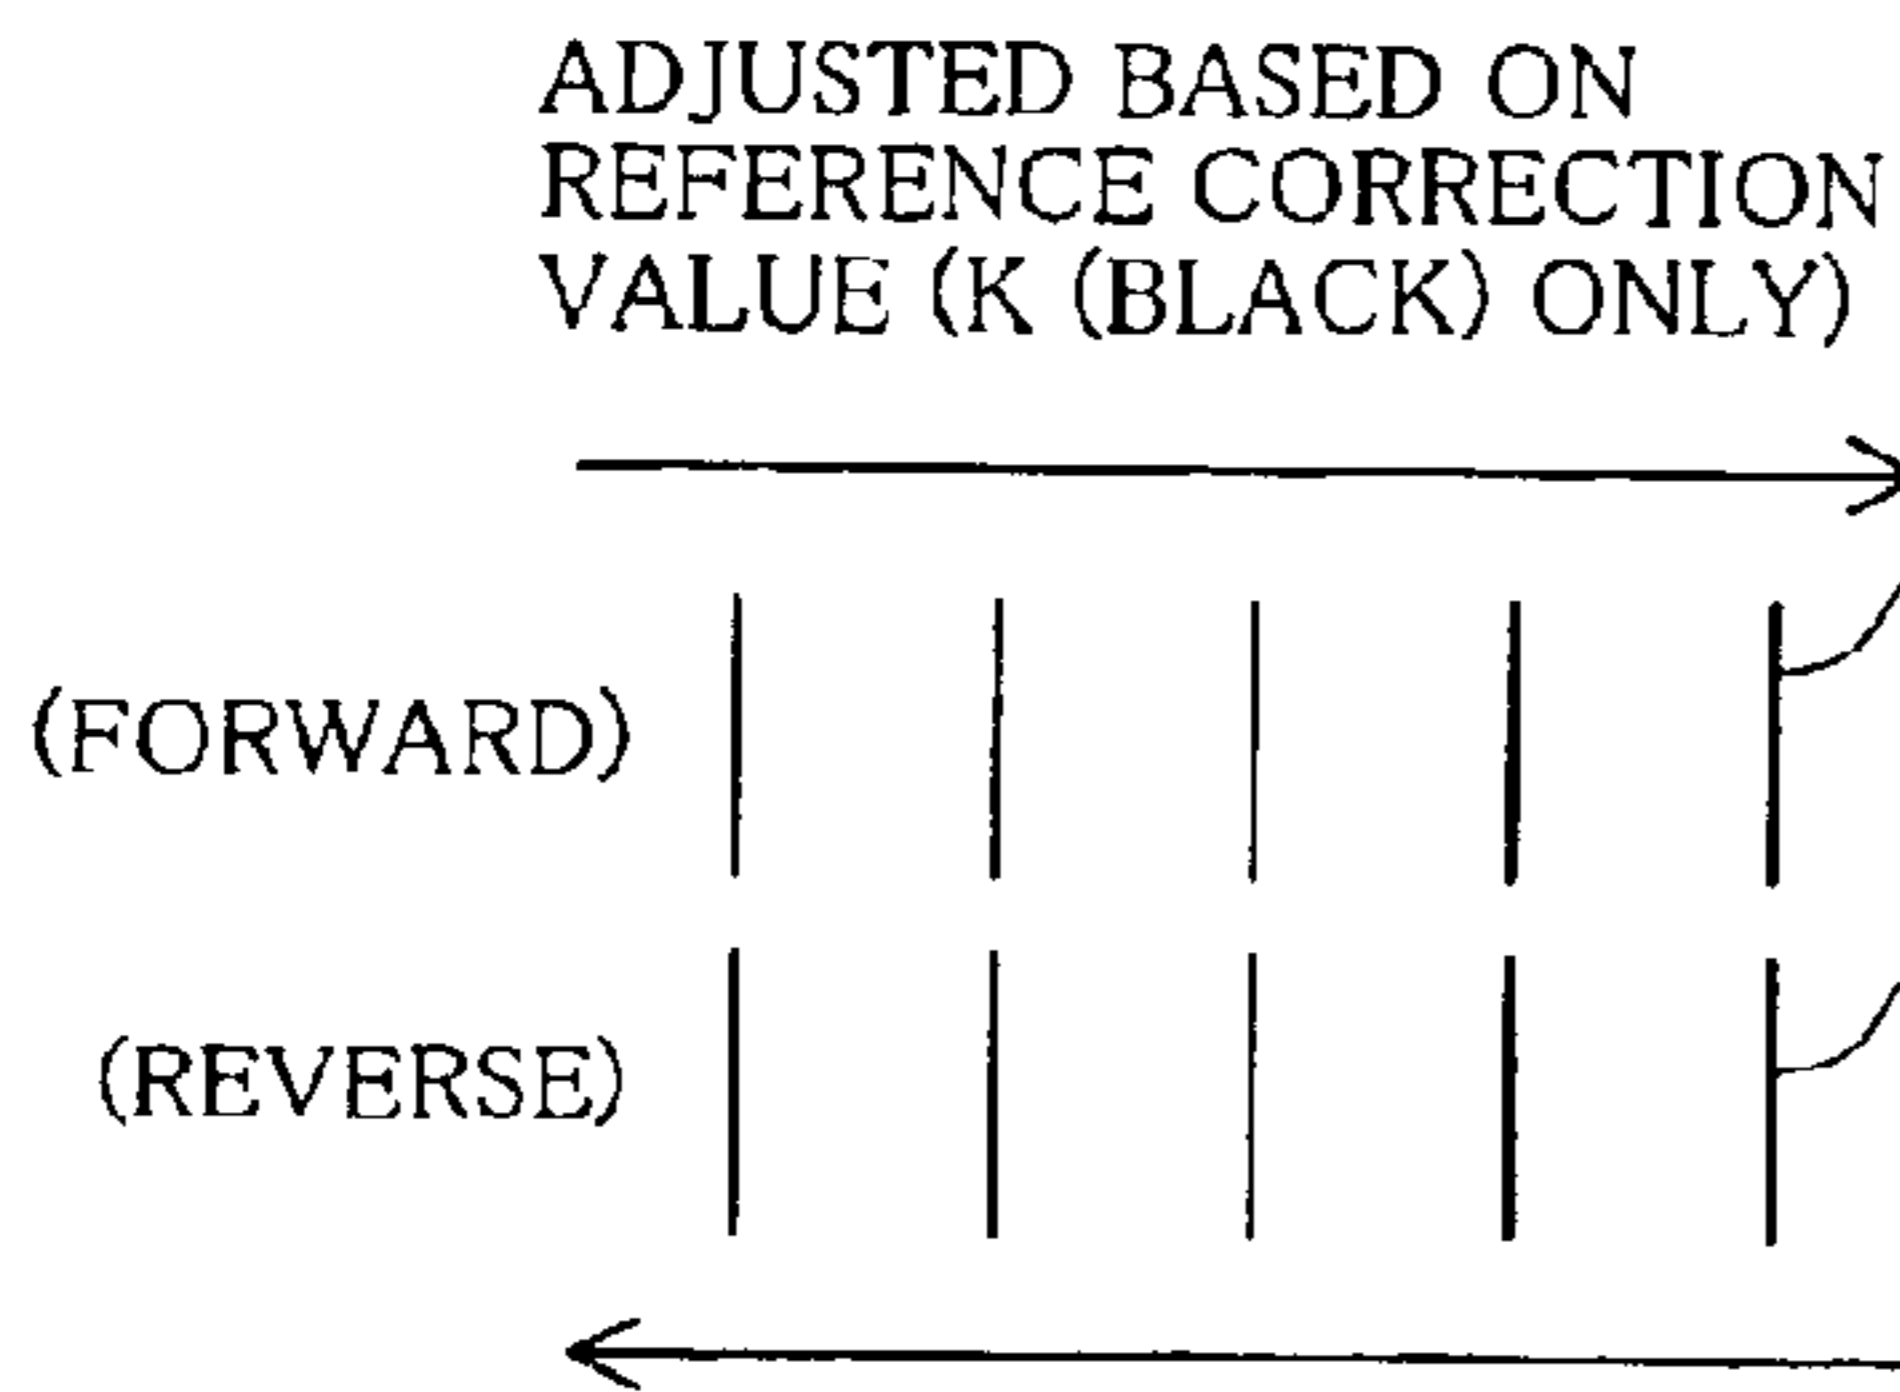 ADJUSTED BASED ON
REFERENCE CORRECTION
VALUE (K (BLACK) ONLY)
(FORWARD)
(REVERSE)